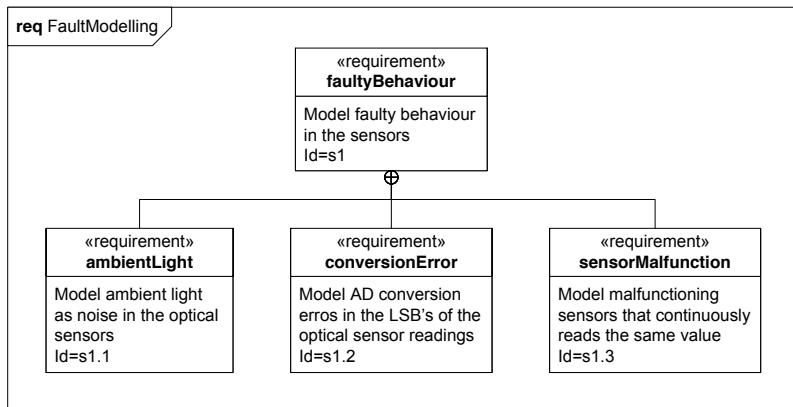 req FaultModelling
«requirement»
faultyBehaviour
Model faulty behaviour
in the sensors
Id=s1
«requirement»
ambientLight
Model ambient light
as noise in the optical
sensors
Id=s1.1
«requirement»
conversionError
Model AD conversion
erros in the LSB's of the
optical sensor readings
Id=s1.2
«requirement»
sensorMalfunction
Model malfunctioning
sensors that continuously
reads the same value
Id=s1.3